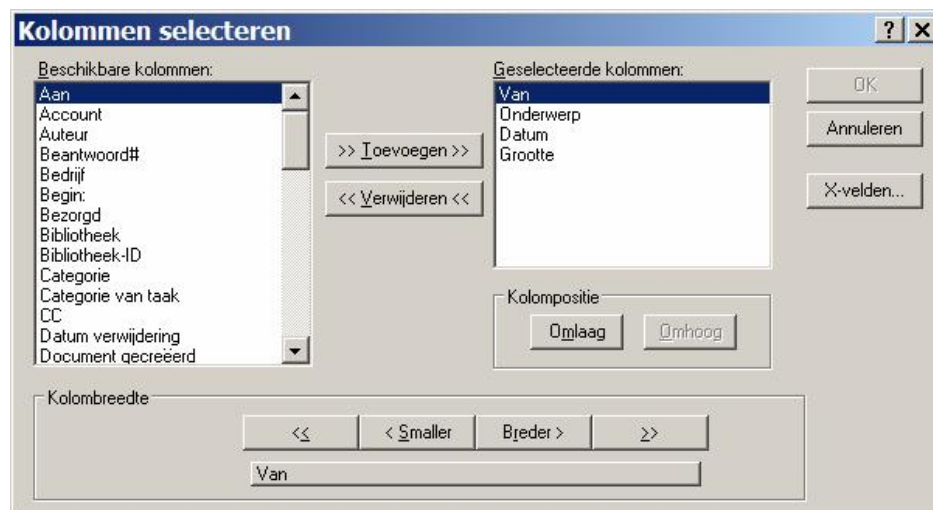 Kolommen selecteren
Beschikbare kolommen:
Aan
Account
Auteur
Beantwoord#
Bedrijf
Begin:
Bezorgd
Bibliotheek
Bibliotheek-ID
Categorie
Categorie van taak
CC
Datum verwijdering
Document gecreëerd
>> Toevoegen >>
<< Verwijderen <<
Geselecteerde kolommen:
Van
Onderwerp
Datum
Grootte
OK
Annuleren
X-velden...
Kolompositie
Omlaag
Omhoog
Kolombreedte
<<
< Smaller
Breder >
>>
Van